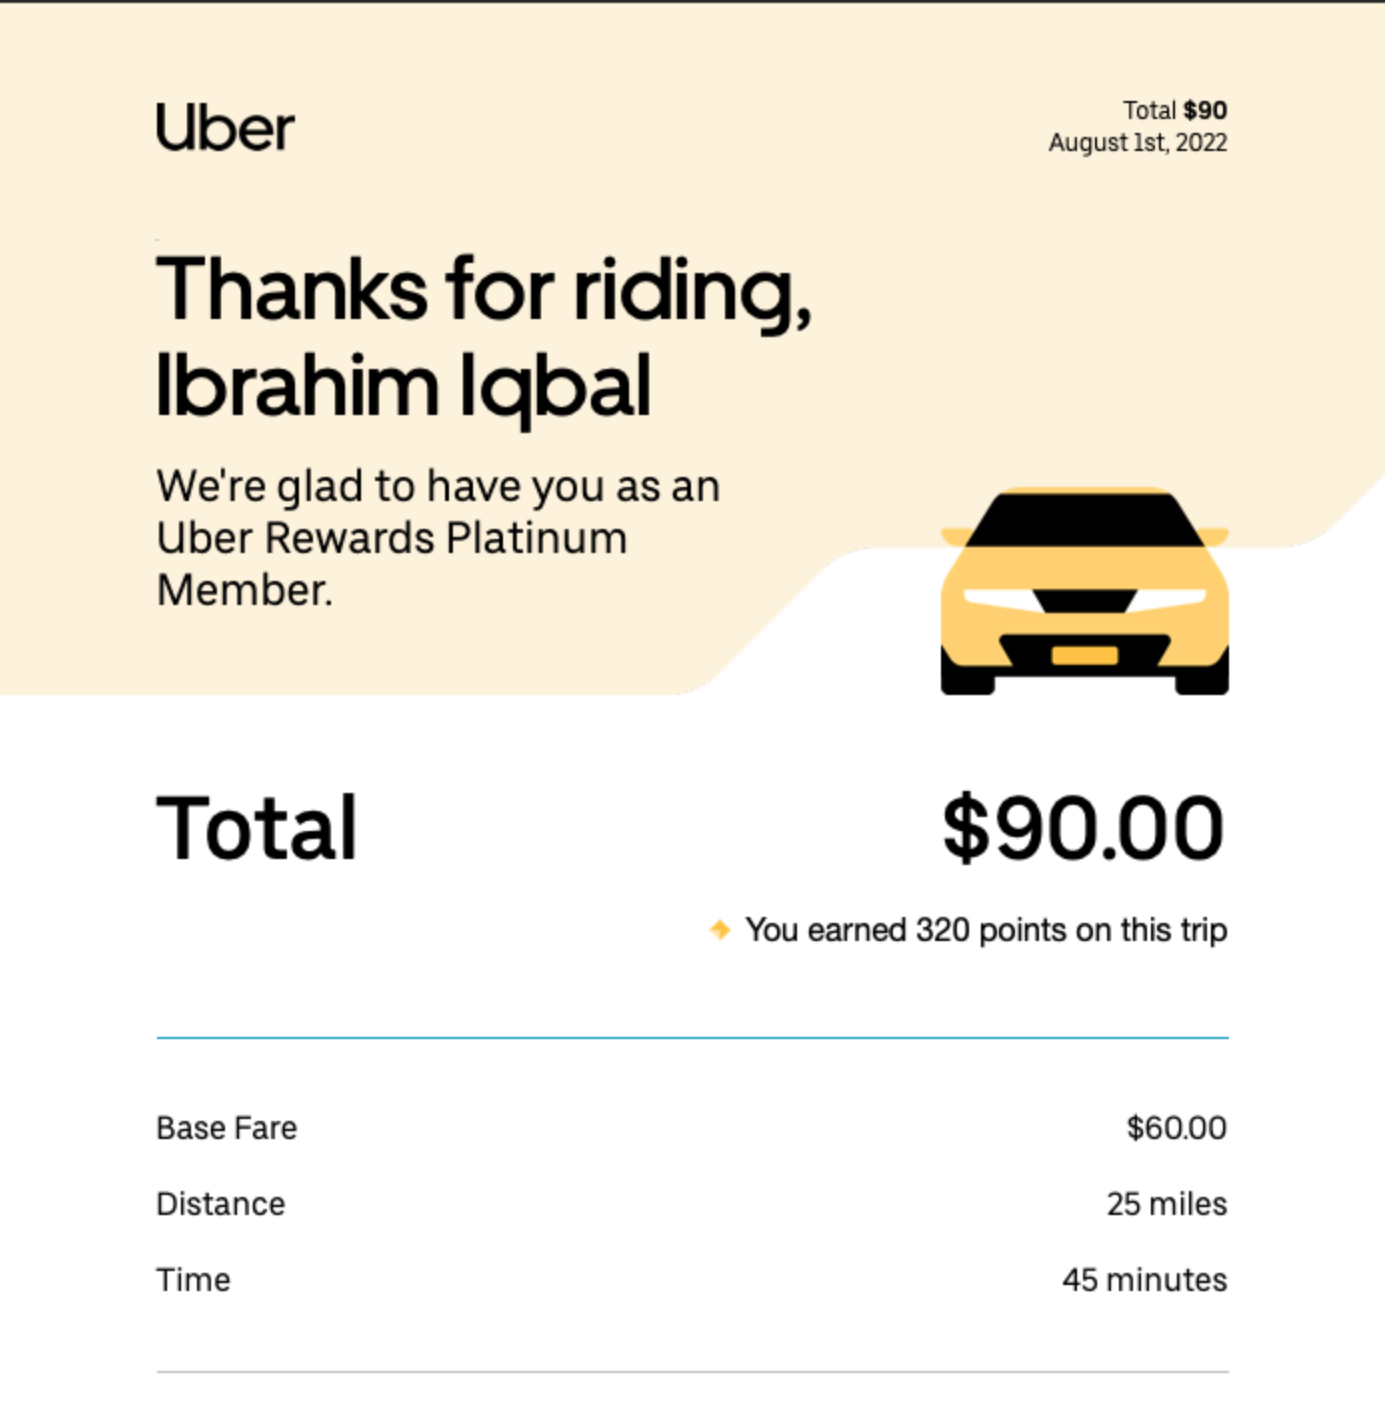 Uber
Total $90
August 1st, 2022
Thanks for riding,
Ibrahim Iqbal
We're glad to have you as an
Uber Rewards Platinum
Member.
Total $90.00
You earned 320 points on this trip
Base Fare $60.00
Distance 25 miles
Time 45 minutes